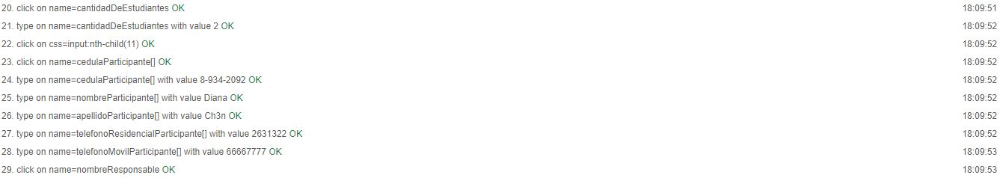 20. click on name=cantidadDeEstudiantes OK 18:09:51
21. type on name=cantidadDeEstudiantes with value 2 OK 18:09:52
22. click on css=input:nth-child(11) OK 18:09:52
23. click on name=cedulaParticipante[] OK 18:09:52
24. type on name=cedulaParticipante[] with value 8-934-2092 OK 18:09:52
25. type on name=nombreParticipante[] with value Diana OK 18:09:52
26. type on name=apellidoParticipante[] with value Ch3n OK 18:09:52
27. type on name=telefonoResidencialParticipante[] with value 2631322 OK 18:09:52
28. type on name=telefonoMovilParticipante[] with value 66667777 OK 18:09:53
29. click on name=nombreResponsable OK 18:09:53